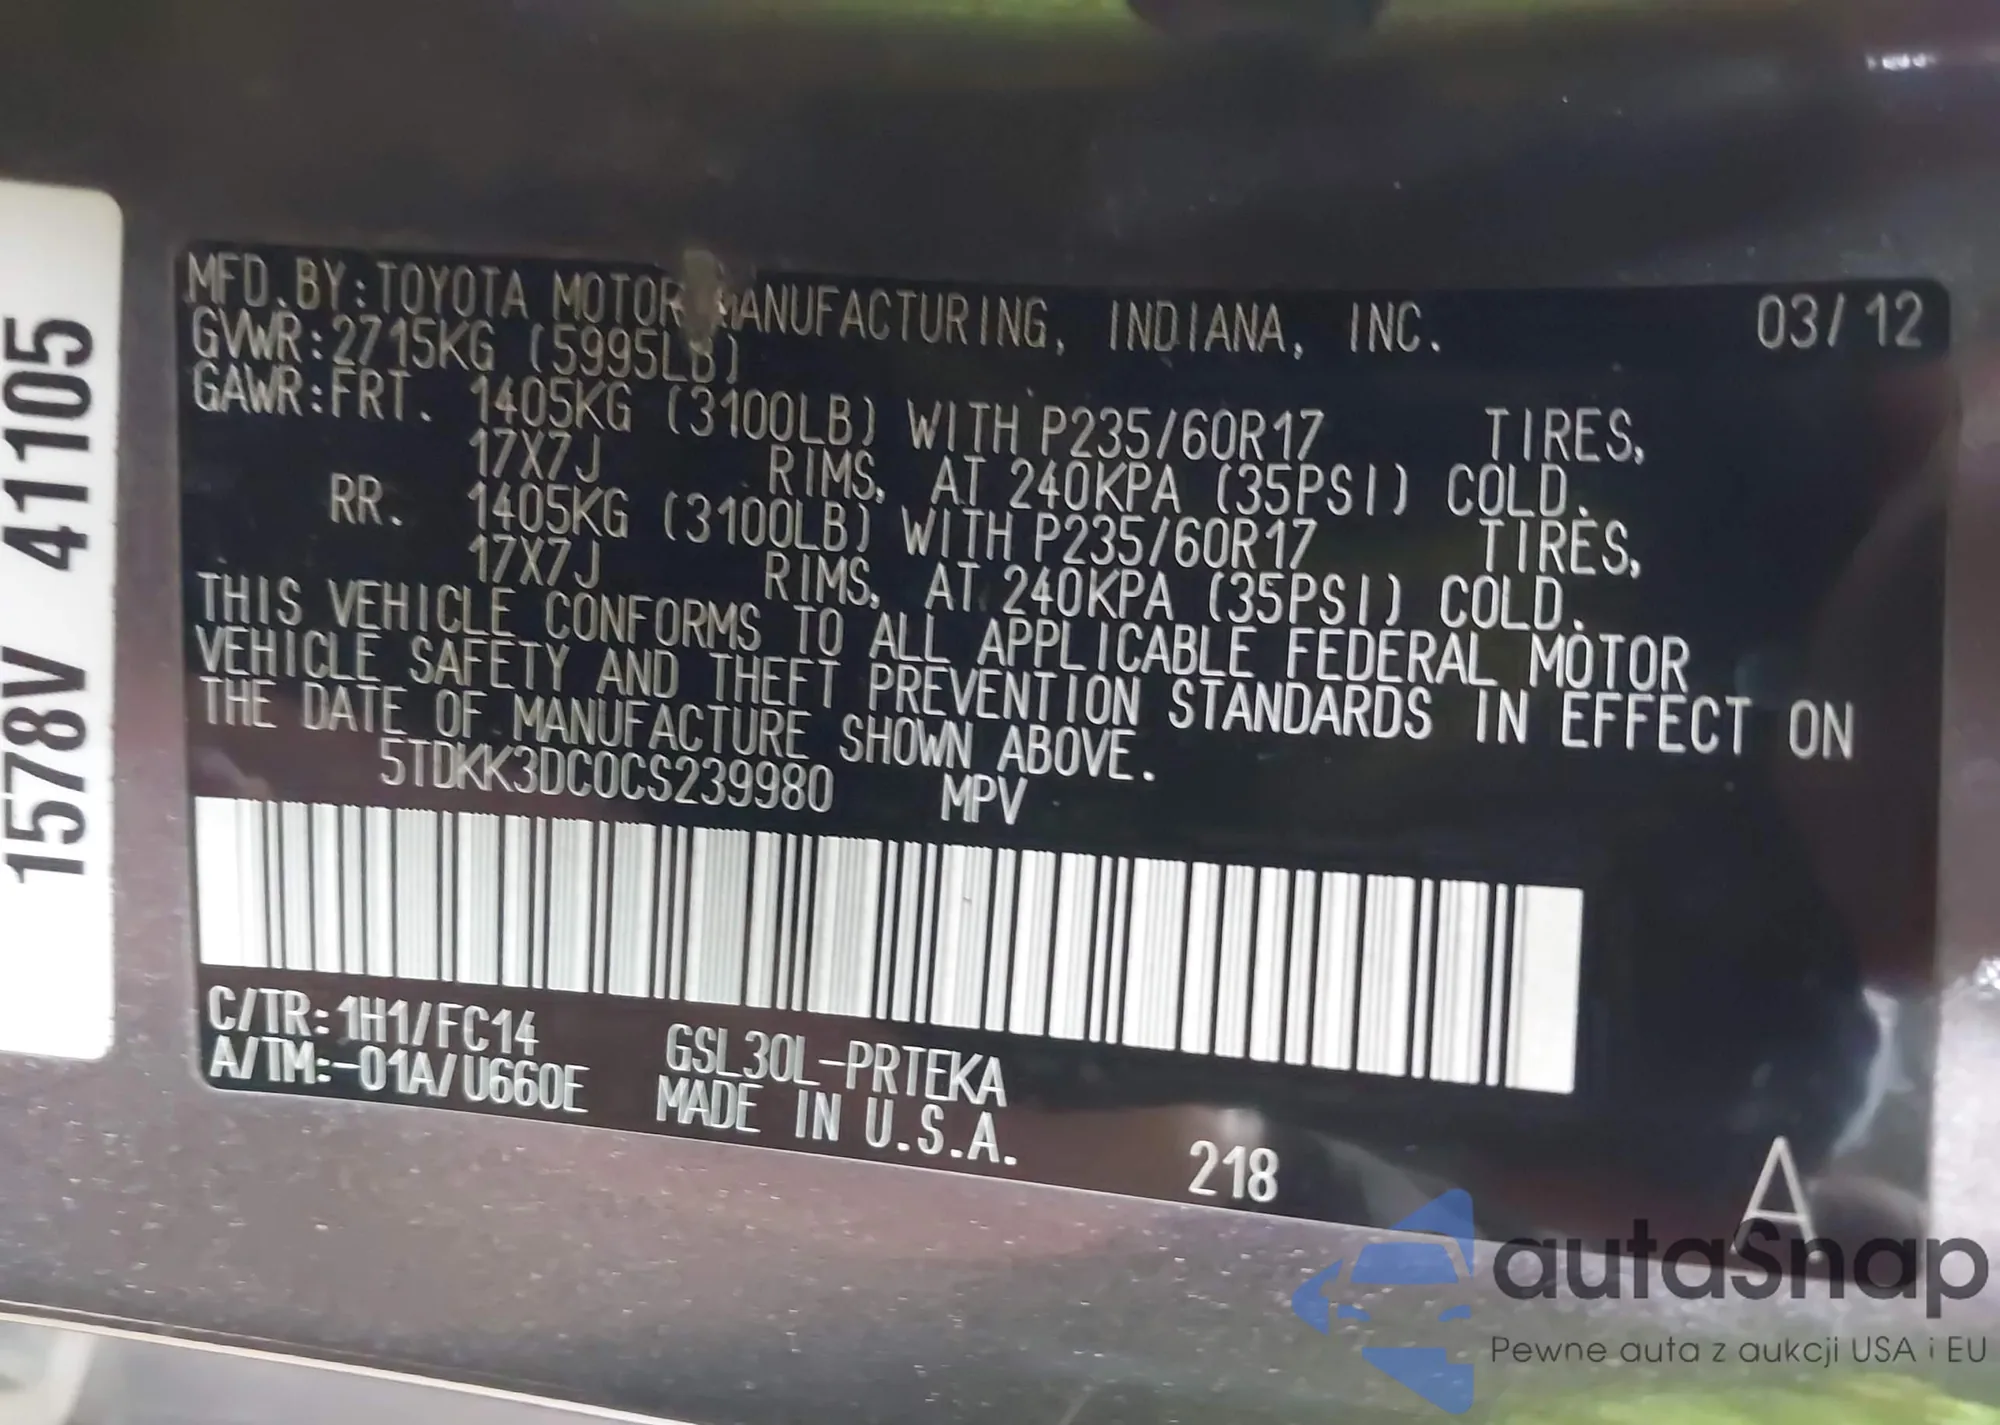 1578V 41105
MFD.BY:TOYOTA MOTOR MANUFACTURING, INDIANA, INC. 03/12
GVWR:2715KG (5995LB)
GAWR:FRT. 1405KG (3100LB) WITH P235/60R17 TIRES,
17X7J RIMS, AT 240KPA (35PSI) COLD.
RR. 1405KG (3100LB) WITH P235/60R17 TIRES,
17X7J RIMS, AT 240KPA (35PSI) COLD.
THIS VEHICLE CONFORMS TO ALL APPLICABLE FEDERAL MOTOR
VEHICLE SAFETY AND THEFT PREVENTION STANDARDS IN EFFECT ON
THE DATE OF MANUFACTURE SHOWN ABOVE.
5TDKK3DC0CS239980 MPV
C/TR:1H1/FC14 GSL30L-PRTEKA
A/TM:-01A/U660E MADE IN U.S.A.
218 A
autaSnap
Pewne auta z aukcji USA i EU